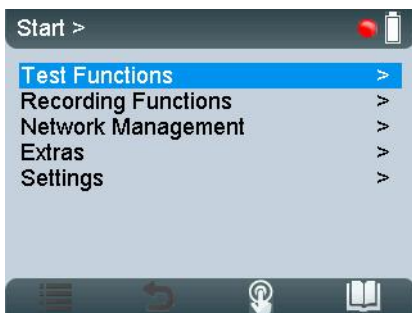 Start >
Test Functions >
Recording Functions >
Network Management >
Extras >
Settings >